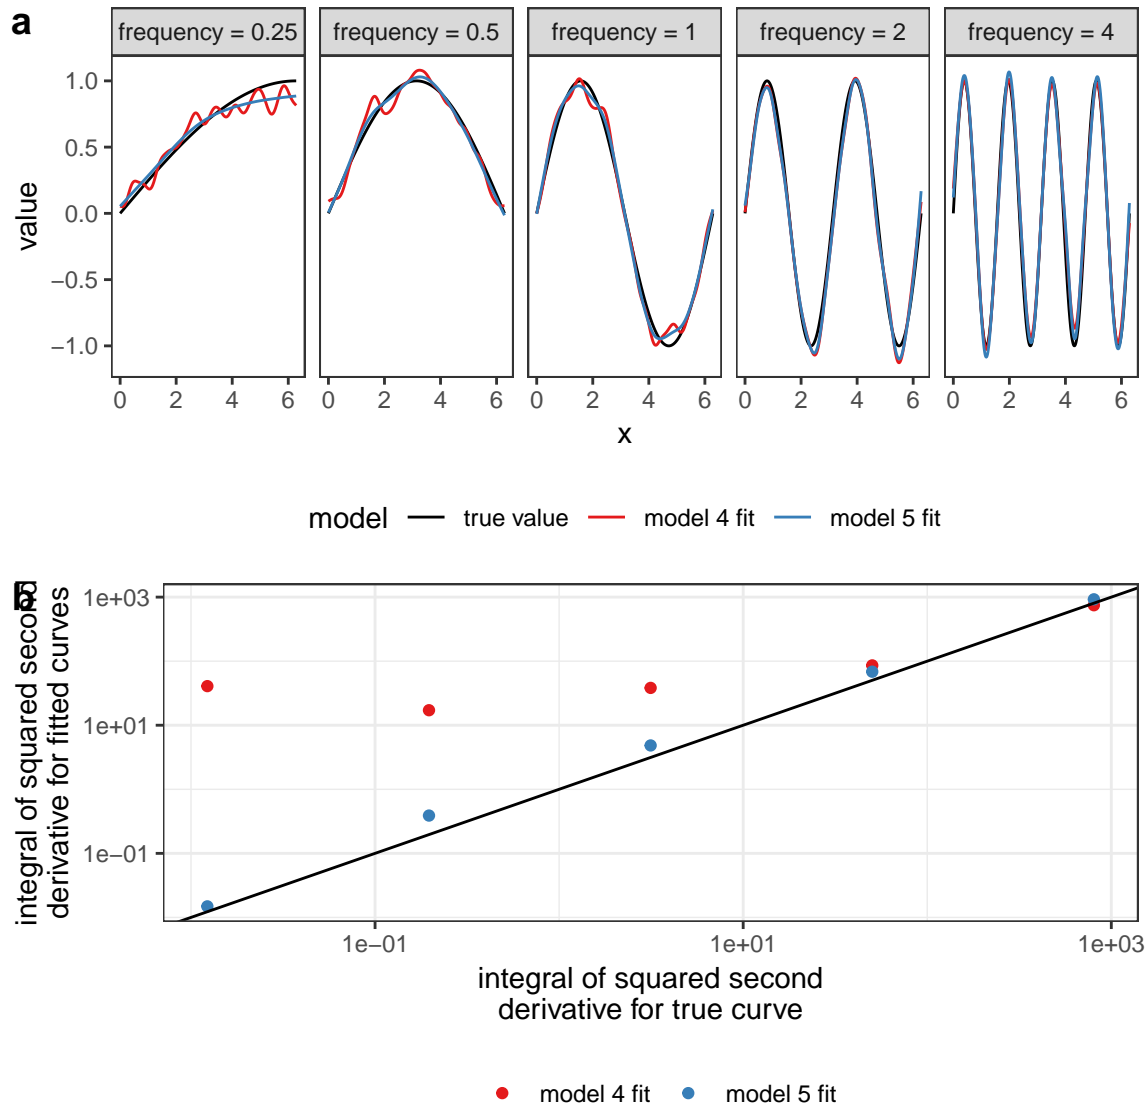 a
frequency = 0.25
frequency = 0.5
frequency = 1
frequency = 2
frequency = 4
value
1.0
0.5
0.0
−0.5
−1.0
0 2 4 6
0 2 4 6
0 2 4 6
0 2 4 6
0 2 4 6
x
model true value model 4 fit model 5 fit
b
integral of squared second
derivative for fitted curves
1e+03
1e+01
1e−01
1e−01 1e+01 1e+03
integral of squared second
derivative for true curve
model 4 fit model 5 fit